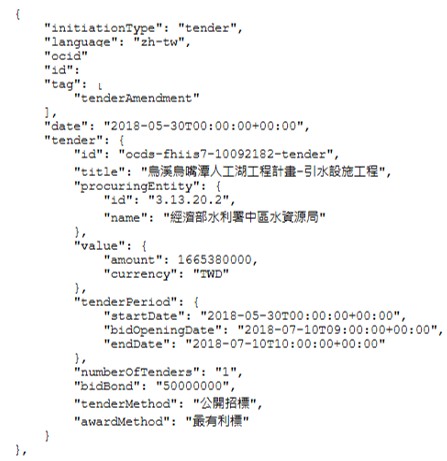 {
"initiationType": "tender",
"language": "zh-tw",
"ocid"
"id":
"tag": [
"tenderAmendment"
],
"date": "2018-05-30T00:00:00+00:00",
"tender": {
"id": "ocds-fhiis7-10092182-tender",
"title": "烏溪鳥嘴潭人工湖工程計畫-引水設施工程",
"procuringEntity": {
"id": "3.13.20.2",
"name": "經濟部水利署中區水資源局"
},
"value": {
"amount": 1665380000,
"currency": "TWD"
},
"tenderPeriod": {
"startDate": "2018-05-30T00:00:00+00:00",
"bidOpeningDate": "2018-07-10T09:00:00+00:00",
"endDate": "2018-07-10T10:00:00+00:00"
},
"numberOfTenders": "1",
"bidBond": "50000000",
"tenderMethod": "公開招標",
"awardMethod": "最有利標"
}
},